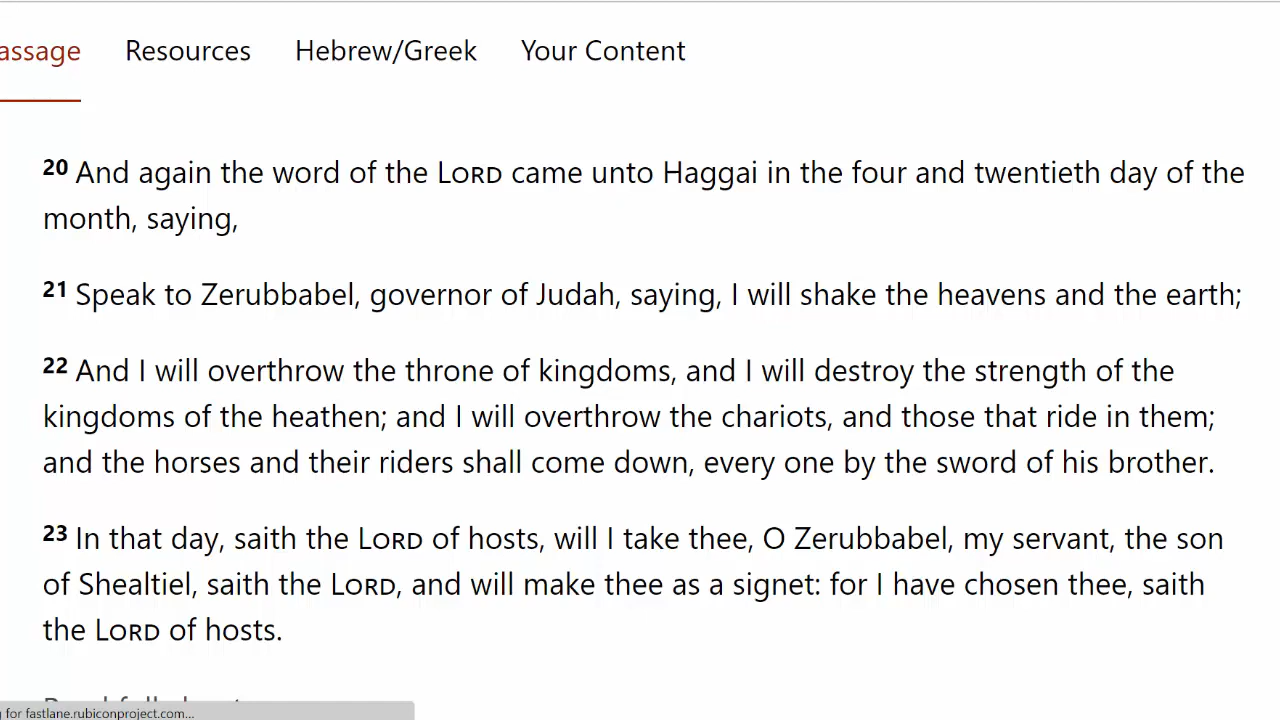 assage Resources Hebrew/Greek Your Content
20 And again the word of the LORD came unto Haggai in the four and twentieth day of the
month, saying,
21 Speak to Zerubbabel, governor of Judah, saying, I will shake the heavens and the earth;
22 And I will overthrow the throne of kingdoms, and I will destroy the strength of the
kingdoms of the heathen; and I will overthrow the chariots, and those that ride in them;
and the horses and their riders shall come down, every one by the sword of his brother.
23 In that day, saith the LORD of hosts, will I take thee, O Zerubbabel, my servant, the son
of Shealtiel, saith the LORD, and will make thee as a signet: for I have chosen thee, saith
the LORD of hosts.
g for fastlane.rubiconproject.com...